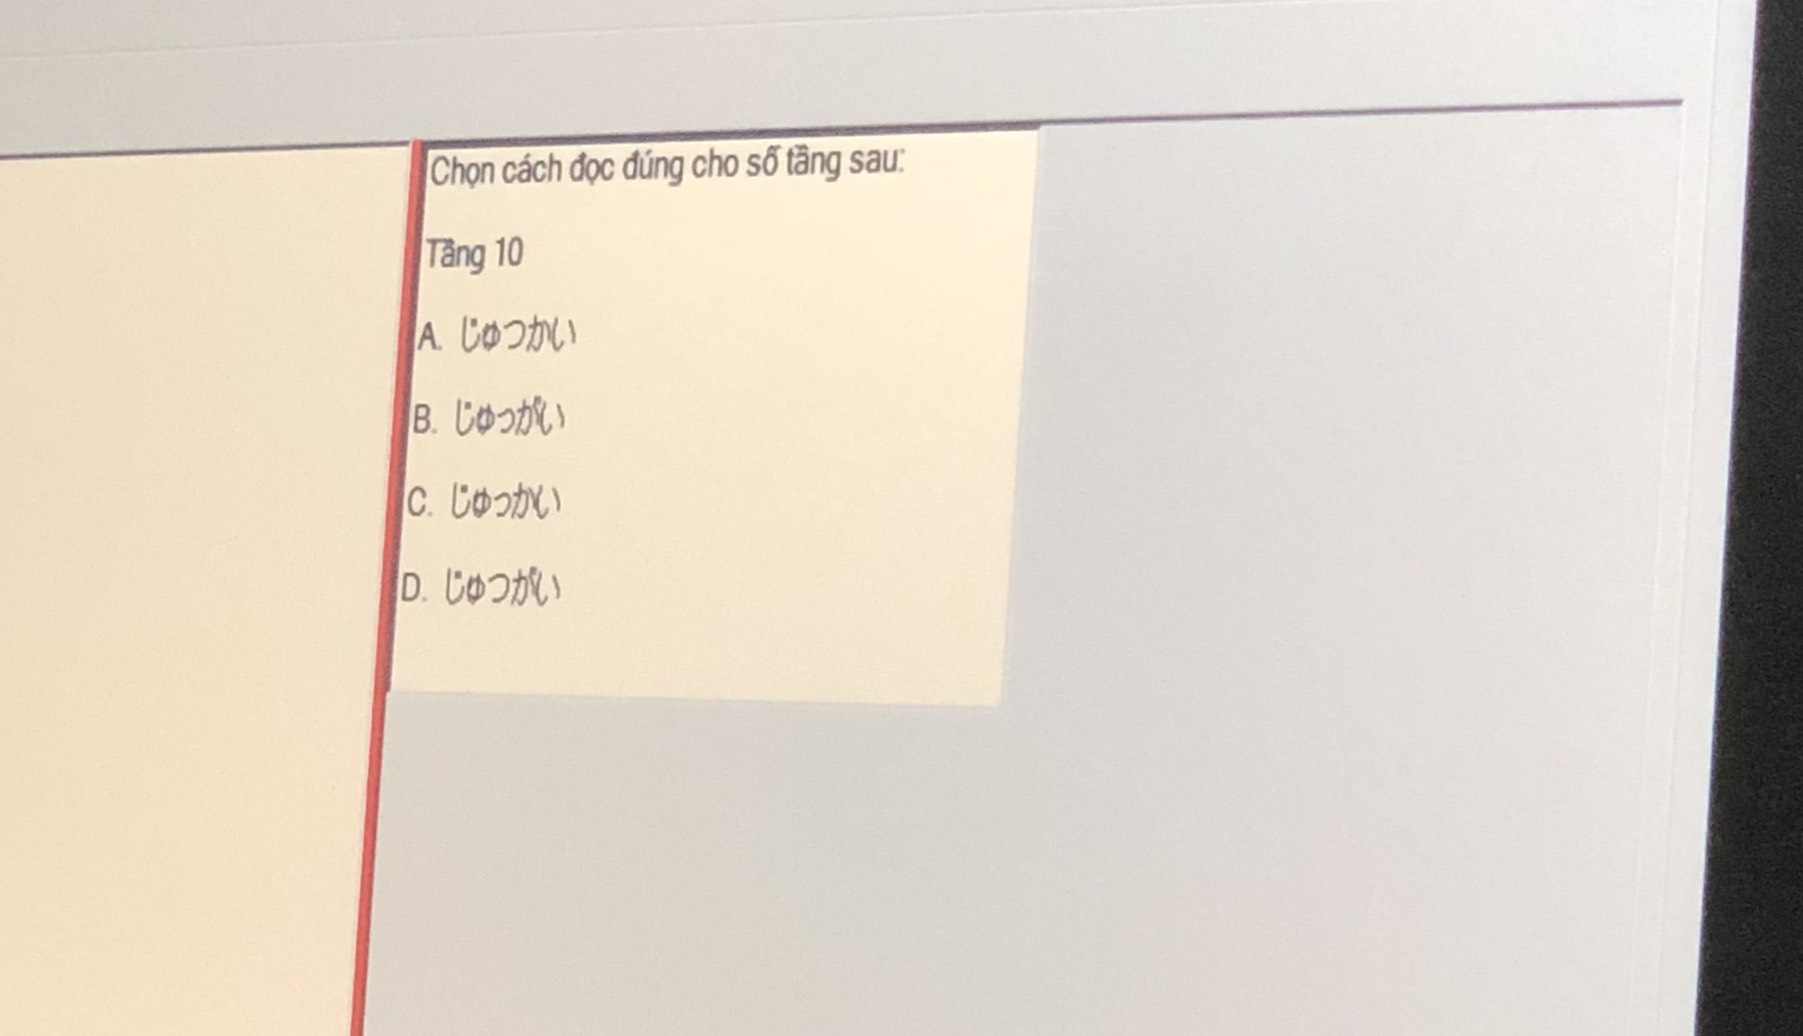 Chọn cách đọc đúng cho số tầng sau:
Tầng 10
A. じゅつかい
B. じゅっがい
C. じゅっかい
D. じゅつがい